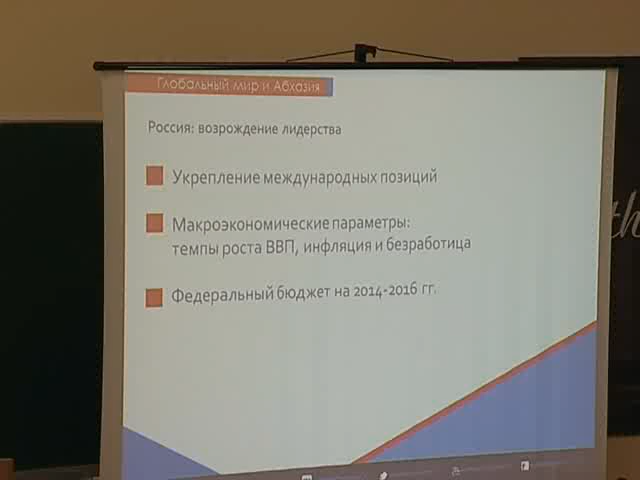 Глобальный мир и Абхазия
Россия: возрождение лидерства
Укрепление международных позиций
Макроэкономические параметры:
темпы роста ВВП, инфляция и безработица
Федеральный бюджет на 2014-2016 гг.
th